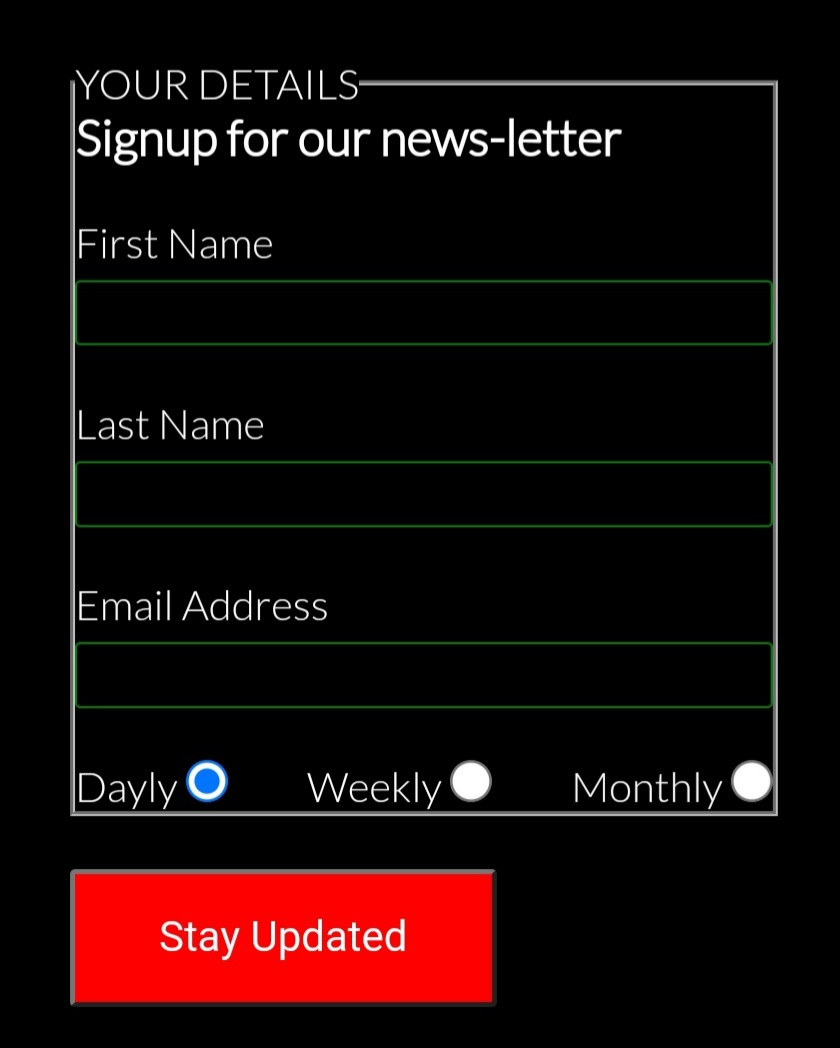 YOUR DETAILS
Signup for our news-letter
First Name
Last Name
Email Address
Dayly Weekly Monthly
Stay Updated